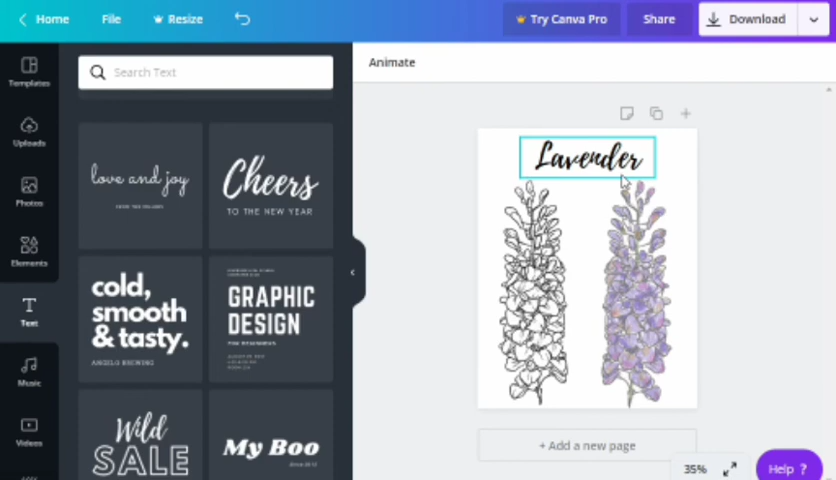 Home File Resize Try Canva Pro Share Download
Templates
Uploads
Photos
Elements
Text
Music
Videos
Search Text
love and joy
Cheers
TO THE NEW YEAR
cold,
smooth
& tasty.
ANGELO BREWING
GRAPHIC
DESIGN
My Boo
Wild
SALE
Animate
Lavender
+ Add a new page
35%
Help ?